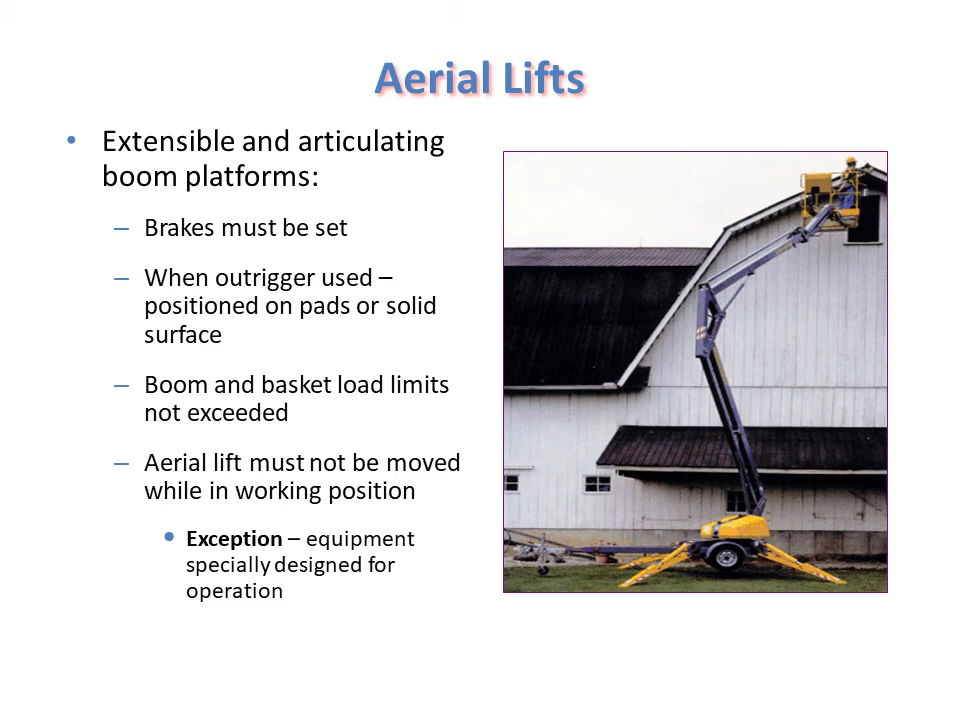 Aerial Lifts
• Extensible and articulating
boom platforms:
– Brakes must be set
– When outrigger used –
positioned on pads or solid
surface
– Boom and basket load limits
not exceeded
– Aerial lift must not be moved
while in working position
• Exception – equipment
specially designed for
operation